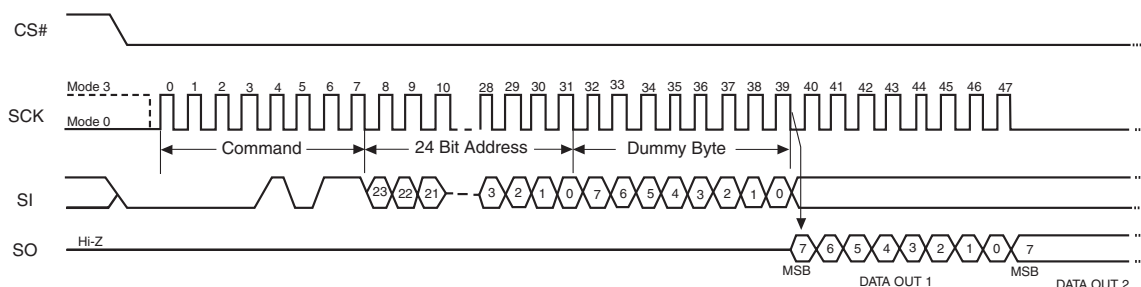 CS#
Mode 3
0 1 2 3 4 5 6 7 8 9 10 28 29 30 31 32 33 34 35 36 37 38 39 40 41 42 43 44 45 46 47
SCK
Mode 0
Command 24 Bit Address Dummy Byte
SI
23 22 21 3 2 1 0 7 6 5 4 3 2 1 0
SO
Hi-Z
7 6 5 4 3 2 1 0 7
MSB MSB
DATA OUT 1 DATA OUT 2